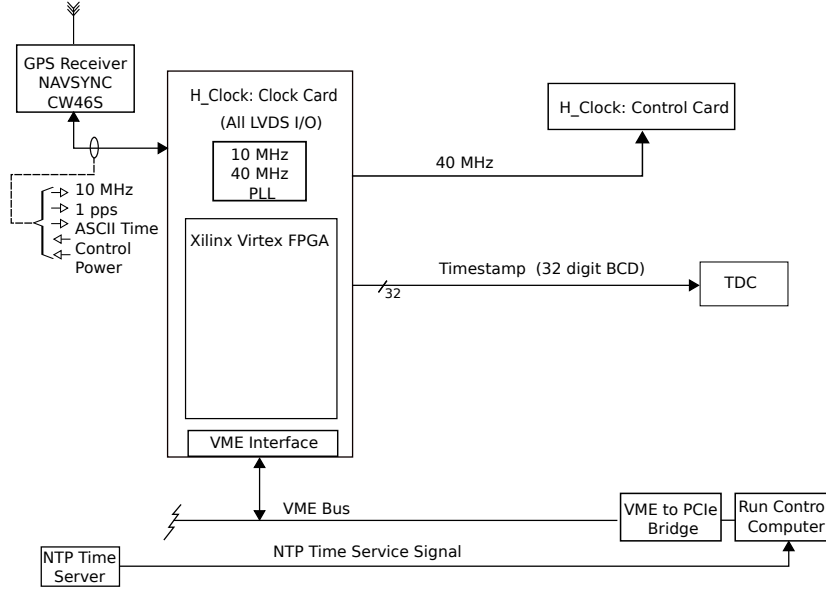 GPS Receiver
NAVSYNC
CW46S
H_Clock: Clock Card
(All LVDS I/O)
10 MHz
40 MHz
PLL
H_Clock: Control Card
40 MHz
10 MHz
1 pps
ASCII Time
Control
Power
Xilinx Virtex FPGA
Timestamp (32 digit BCD)
32
TDC
VME Interface
VME Bus
VME to PCIe
Bridge
Run Control
Computer
NTP Time Service Signal
NTP Time
Server